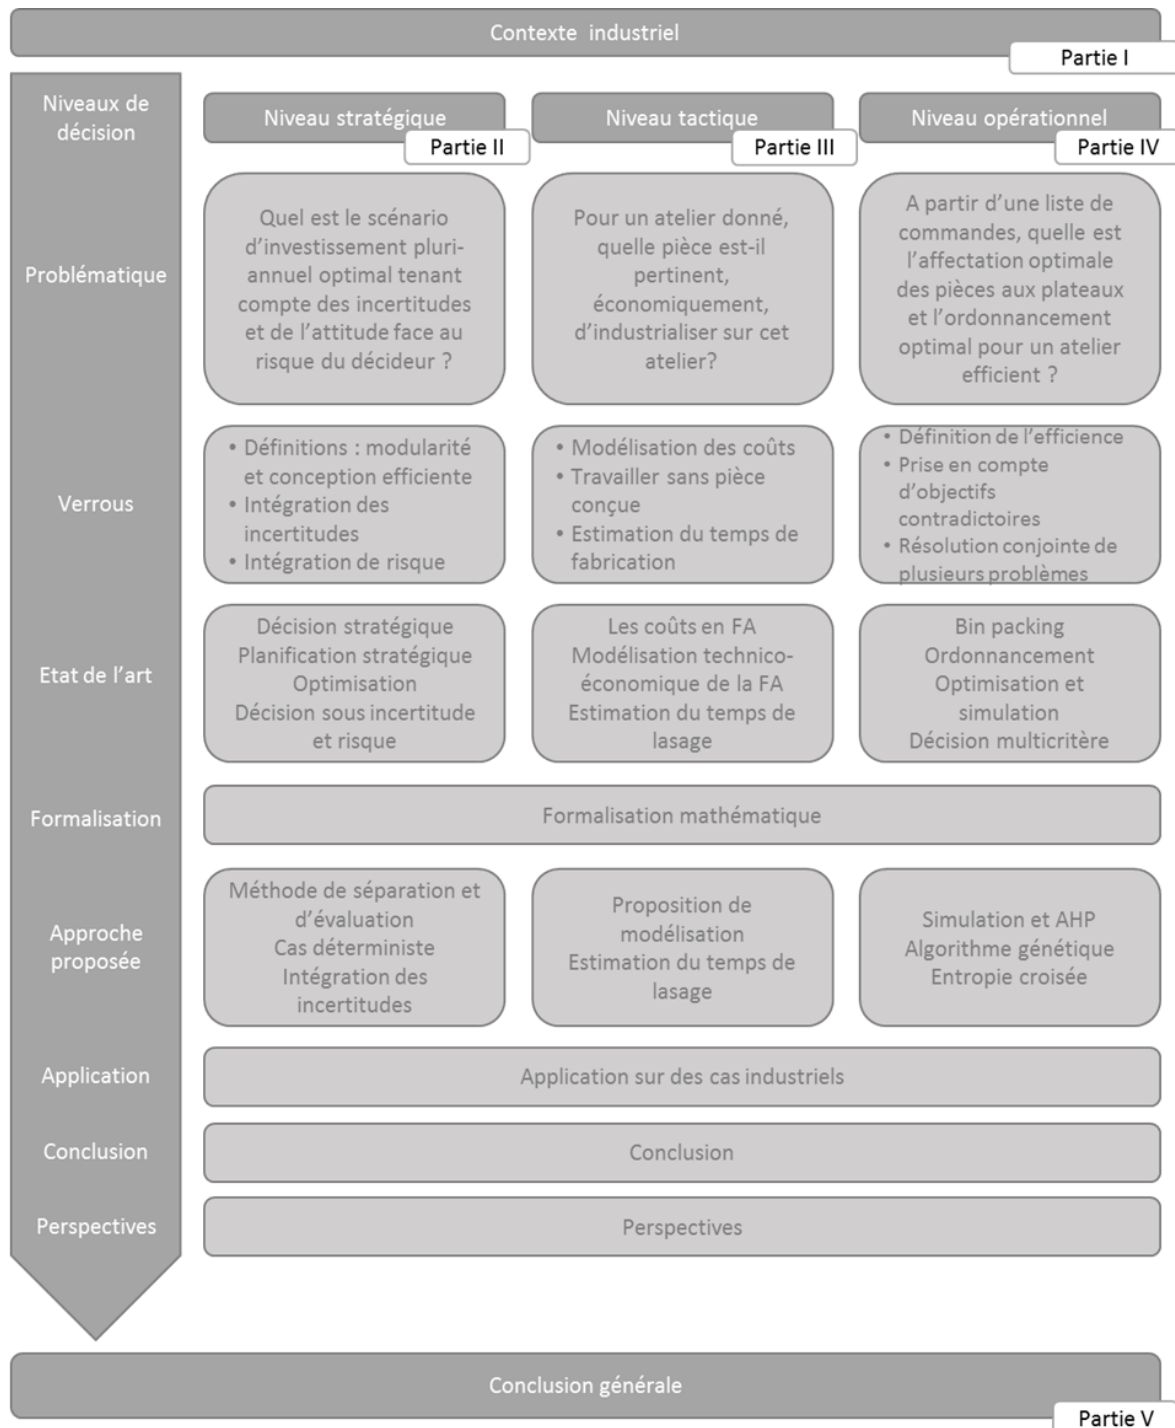 Contexte industriel
Partie I
Niveaux de
décision
Niveau stratégique
Partie II
Niveau tactique
Partie III
Niveau opérationnel
Partie IV
Problématique
Quel est le scénario
d’investissement pluri-
annuel optimal tenant
compte des incertitudes
et de l’attitude face au
risque du décideur ?
Pour un atelier donné,
quelle pièce est-il
pertinent,
économiquement,
d’industrialiser sur cet
atelier?
A partir d’une liste de
commandes, quelle est
l’affectation optimale
des pièces aux plateaux
et l’ordonnancement
optimal pour un atelier
efficient ?
Verrous
• Définitions : modularité
et conception efficiente
• Intégration des
incertitudes
• Intégration de risque
• Modélisation des coûts
• Travailler sans pièce
conçue
• Estimation du temps de
fabrication
• Définition de l’efficience
• Prise en compte
d’objectifs
contradictoires
• Résolution conjointe de
plusieurs problèmes
Etat de l’art
Décision stratégique
Planification stratégique
Optimisation
Décision sous incertitude
et risque
Les coûts en FA
Modélisation technico-
économique de la FA
Estimation du temps de
lasage
Bin packing
Ordonnancement
Optimisation et
simulation
Décision multicritère
Formalisation
Formalisation mathématique
Approche
proposée
Méthode de séparation et
d’évaluation
Cas déterministe
Intégration des
incertitudes
Proposition de
modélisation
Estimation du temps de
lasage
Simulation et AHP
Algorithme génétique
Entropie croisée
Application
Application sur des cas industriels
Conclusion
Conclusion
Perspectives
Perspectives
Conclusion générale
Partie V